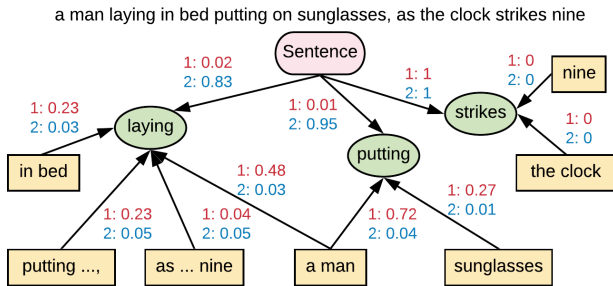 a man laying in bed putting on sunglasses, as the clock strikes nine
Sentence
1: 0.02
2: 0.83
1: 0.01
2: 0.95
1: 1
2: 1
1: 0
2: 0
nine
1: 0.23
2: 0.03
laying
strikes
putting
1: 0
2: 0
in bed
the clock
1: 0.48
2: 0.03
1: 0.23
2: 0.05
1: 0.04
2: 0.05
1: 0.72
2: 0.04
1: 0.27
2: 0.01
putting ...,
as ... nine
a man
sunglasses